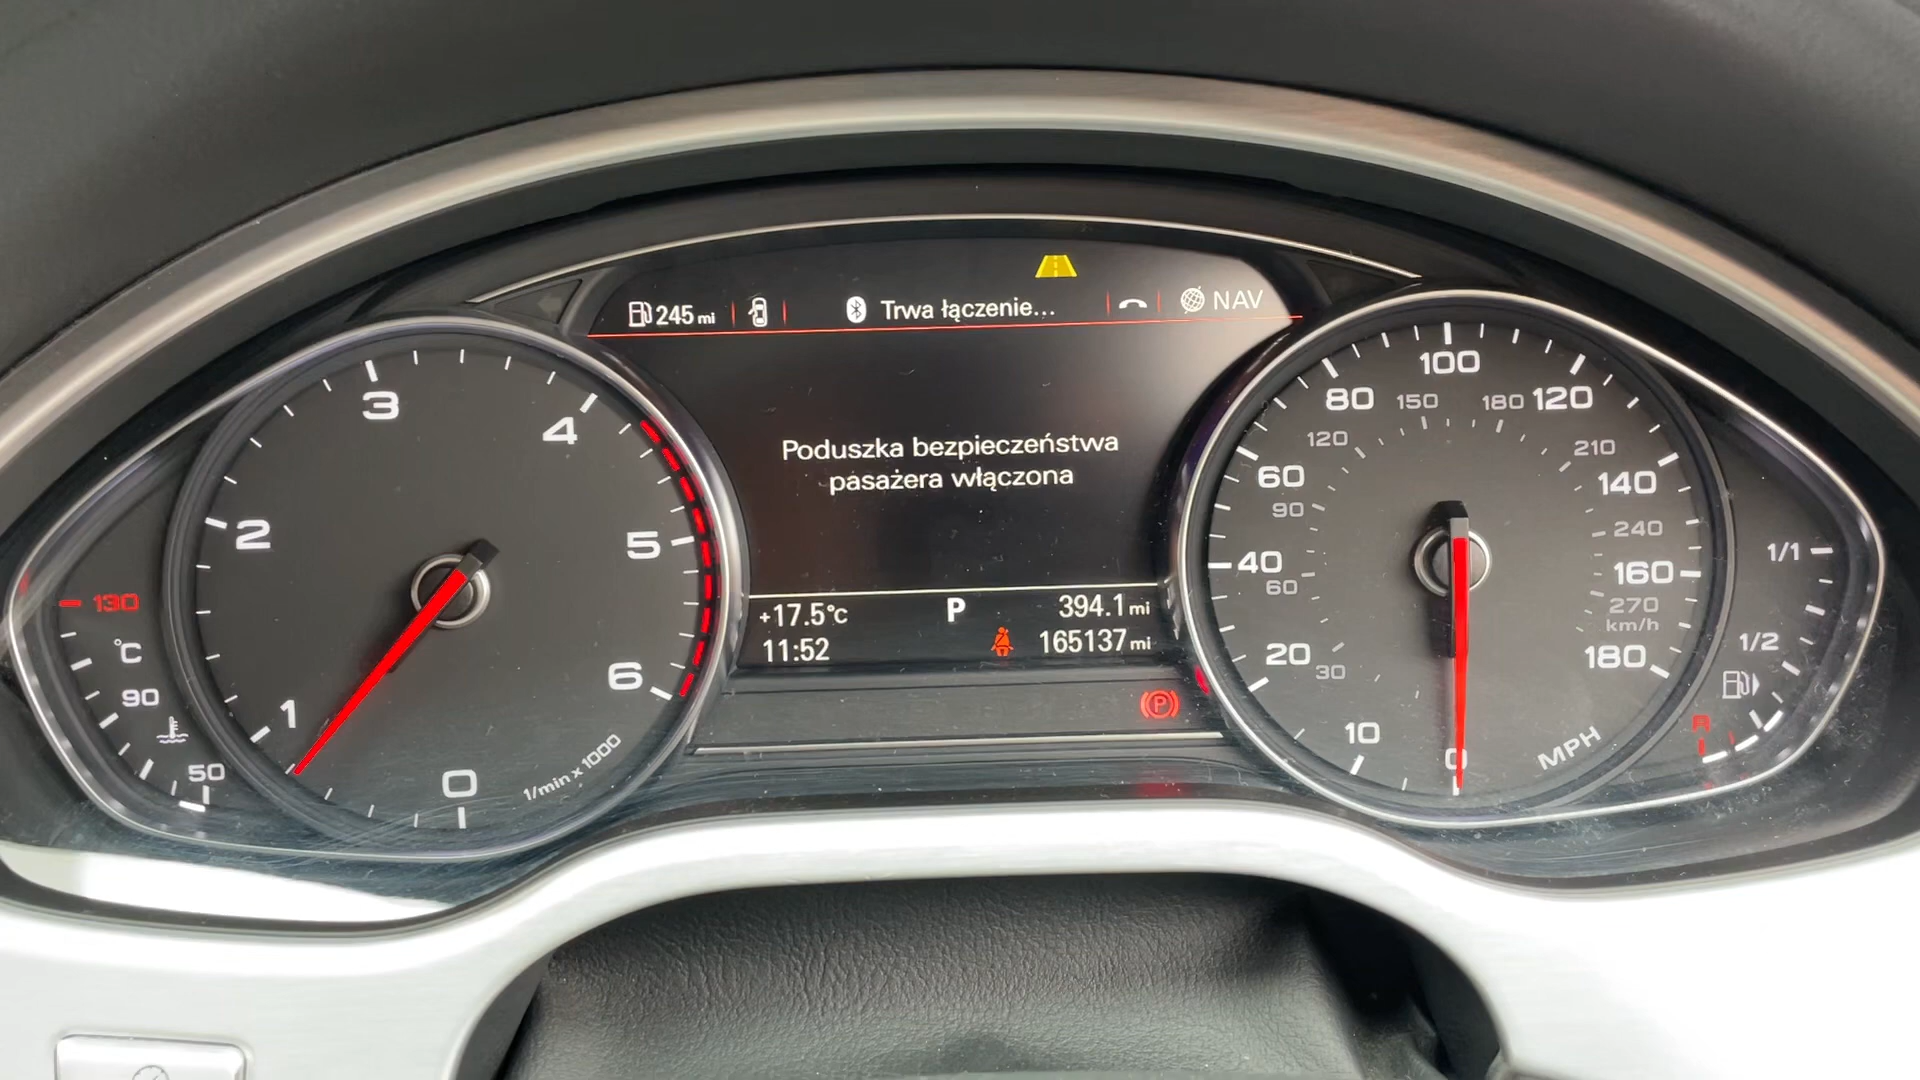 245 mi
Trwa łączenie...
NAV
Poduszka bezpieczeństwa
pasażera włączona
+17.5°C
P
394.1 mi
11:52
165137 mi
P
0
1
2
3
4
5
6
1/min x 1000
130
°C
90
50
0
10
20
40
60
80
100
120
140
160
180
MPH
30
60
90
120
150
180
210
240
270
km/h
1/1
1/2
R